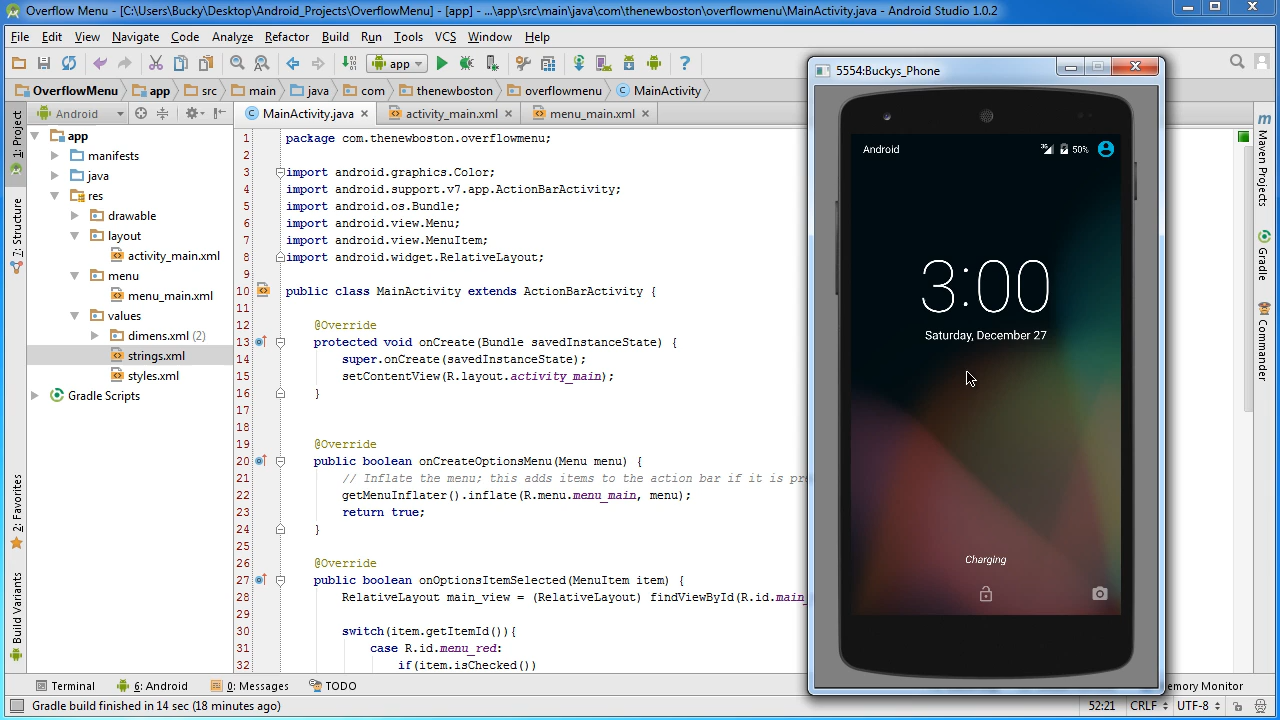 Overflow Menu - [C:\Users\Bucky\Desktop\Android_Projects\OverflowMenu] - [app] - ...\app\src\main\java\com\thenewboston\overflowmenu\MainActivity.java - Android Studio 1.0.2
File Edit View Navigate Code Analyze Refactor Build Run Tools VCS Window Help
app
OverflowMenu app src main java com thenewboston overflowmenu MainActivity
Android
MainActivity.java activity_main.xml menu_main.xml
1: Project
7: Structure
2: Favorites
Build Variants
app
manifests
java
res
drawable
layout
activity_main.xml
menu
menu_main.xml
values
dimens.xml (2)
strings.xml
styles.xml
Gradle Scripts
1 package com.thenewboston.overflowmenu;
2
3 import android.graphics.Color;
4 import android.support.v7.app.ActionBarActivity;
5 import android.os.Bundle;
6 import android.view.Menu;
7 import android.view.MenuItem;
8 import android.widget.RelativeLayout;
9
10 public class MainActivity extends ActionBarActivity {
11
12 @Override
13 protected void onCreate(Bundle savedInstanceState) {
14 super.onCreate(savedInstanceState);
15 setContentView(R.layout.activity_main);
16 }
17
18
19 @Override
20 public boolean onCreateOptionsMenu(Menu menu) {
21 // Inflate the menu; this adds items to the action bar if it is pre
22 getMenuInflater().inflate(R.menu.menu_main, menu);
23 return true;
24 }
25
26 @Override
27 public boolean onOptionsItemSelected(MenuItem item) {
28 RelativeLayout main_view = (RelativeLayout) findViewById(R.id.main_
29
30 switch(item.getItemId()){
31 case R.id.menu_red:
32 if(item.isChecked())
5554:Buckys_Phone
Android 3G 50%
3:00
Saturday, December 27
Charging
Maven Projects
Gradle
Commander
Terminal 6: Android 0: Messages TODO Memory Monitor
Gradle build finished in 14 sec (18 minutes ago) 52:21 CRLF UTF-8